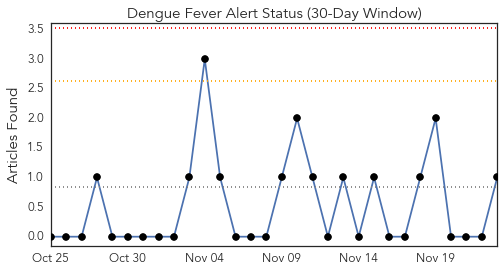 Dengue Fever Alert Status (30-Day Window)
Articles Found
3.5
3.0
2.5
2.0
1.5
1.0
0.5
0.0
Oct 25 Oct 30 Nov 04 Nov 09 Nov 14 Nov 19